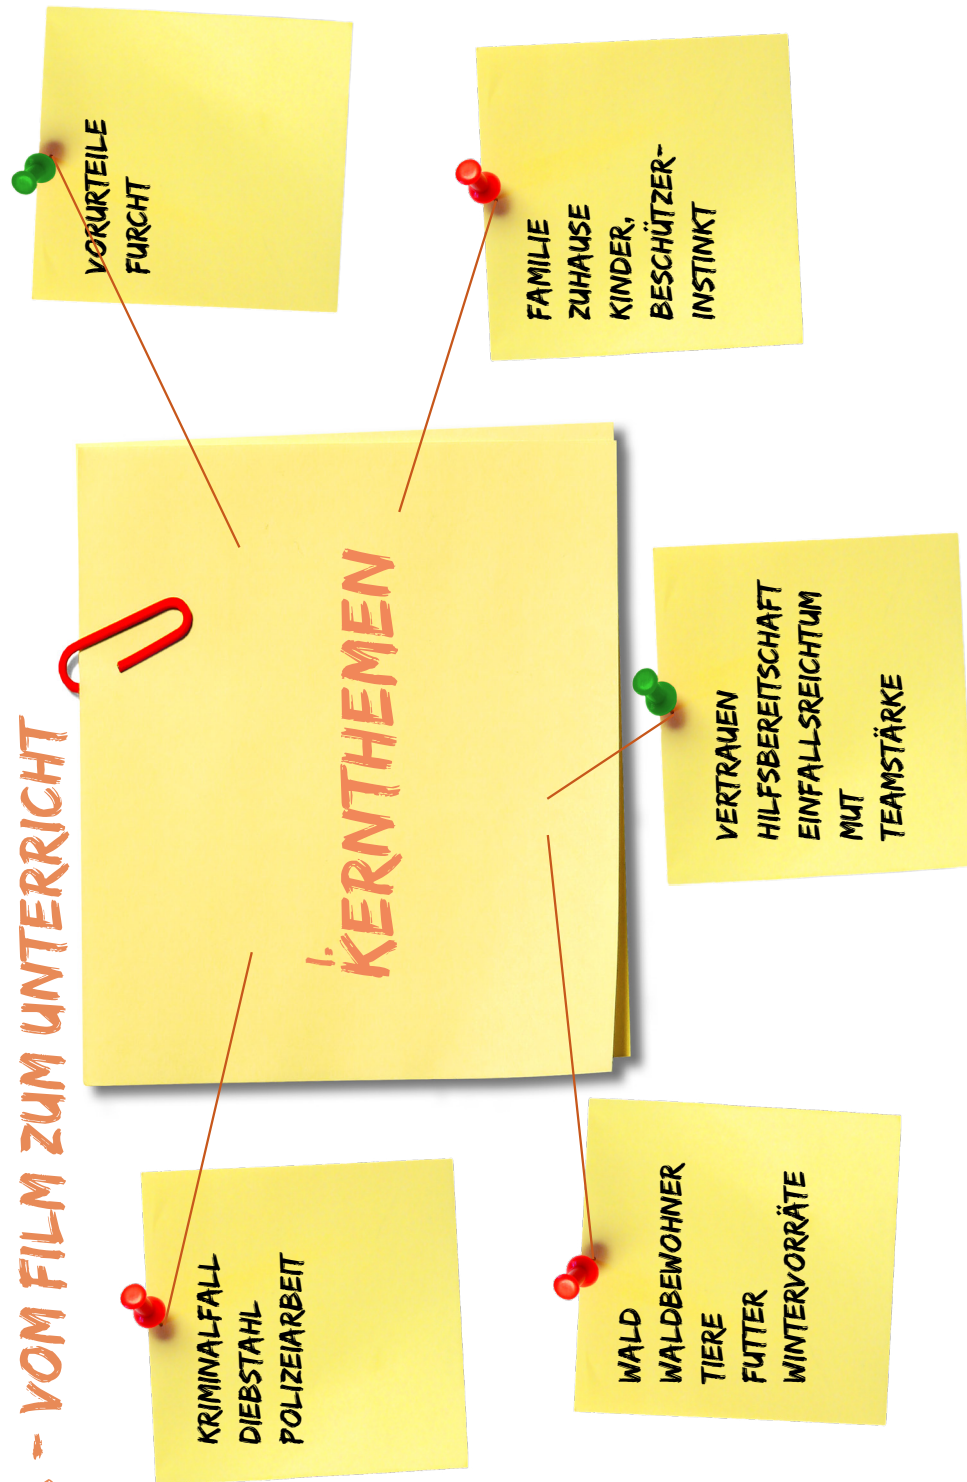 - VOM FILM ZUM UNTERRICHT
1.
KERNTHEMEN
KRIMINALFALL
DIEBSTAHL
POLIZEIARBEIT
VORURTEILE
FURCHT
WALD
WALDBEWOHNER
TIERE
FUTTER
WINTERVORRÄTE
VERTRAUEN
HILFSBEREITSCHAFT
EINFALLSREICHTUM
MUT
TEAMSTÄRKE
FAMILIE
ZUHAUSE
KINDER,
BESCHÜTZER-
INSTINKT